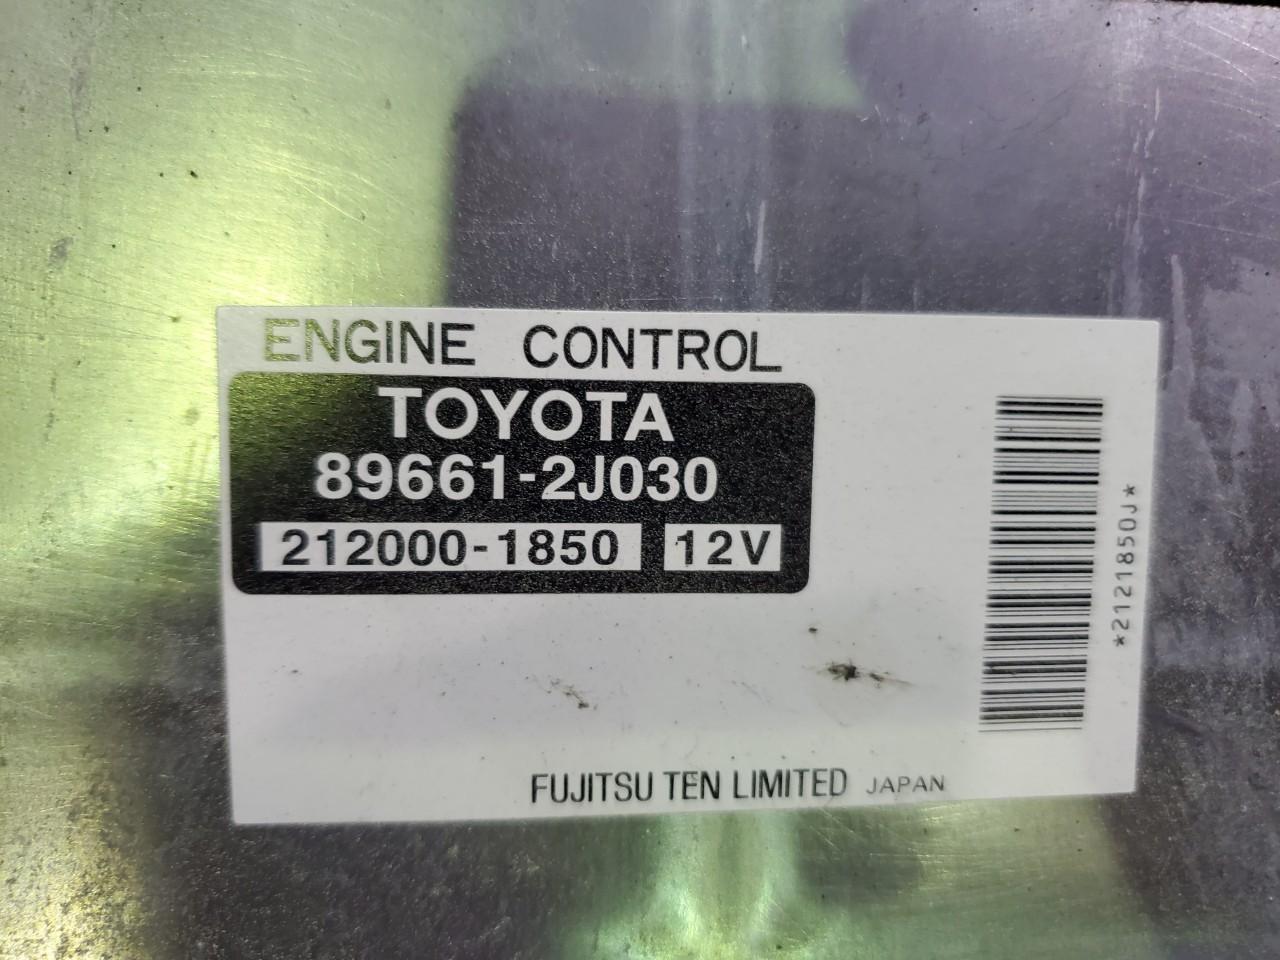 ENGINE CONTROL
TOYOTA
89661-2J030
212000-1850 12V
*2121850J*
FUJITSU TEN LIMITED JAPAN